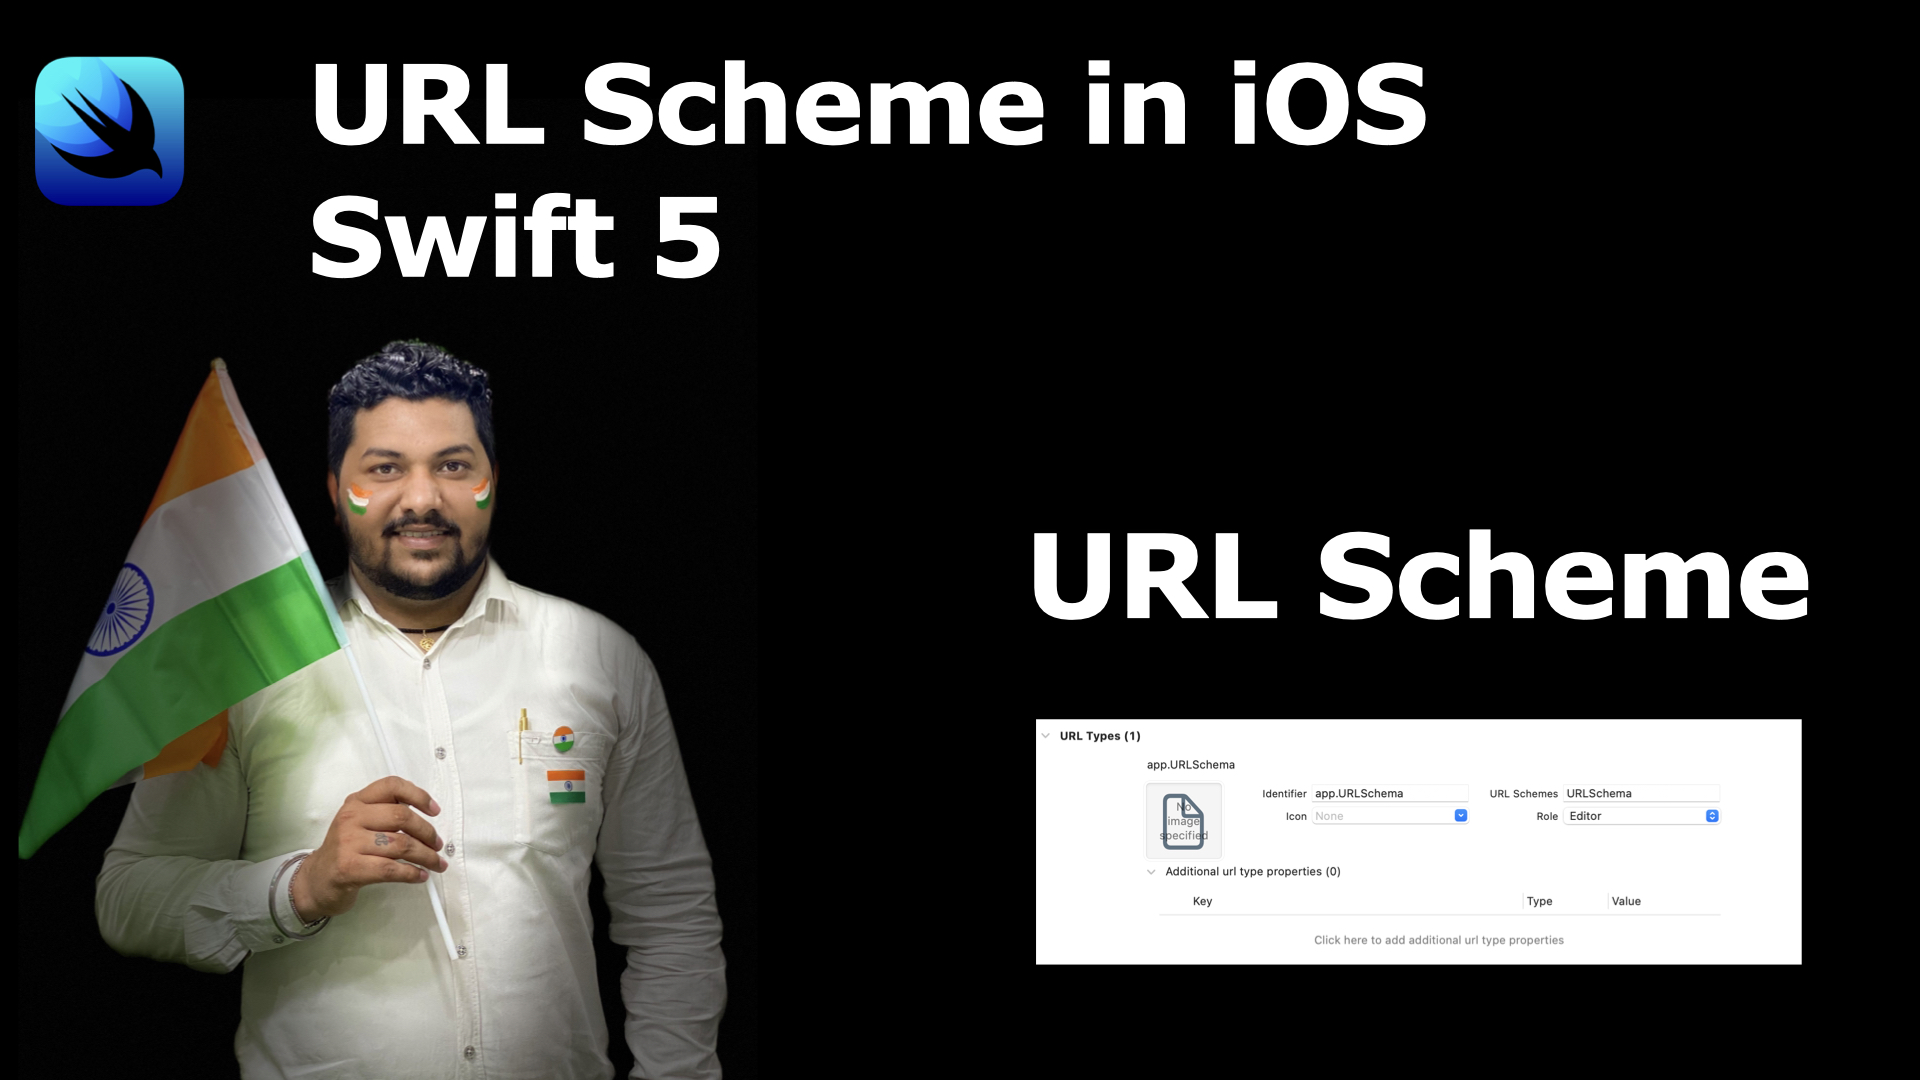 URL Scheme in iOS
Swift 5
URL Scheme
URL Types (1)
app.URLSchema
No
image
specified
Identifier app.URLSchema URL Schemes URLSchema
Icon None Role Editor
Additional url type properties (0)
Key Type Value
Click here to add additional url type properties